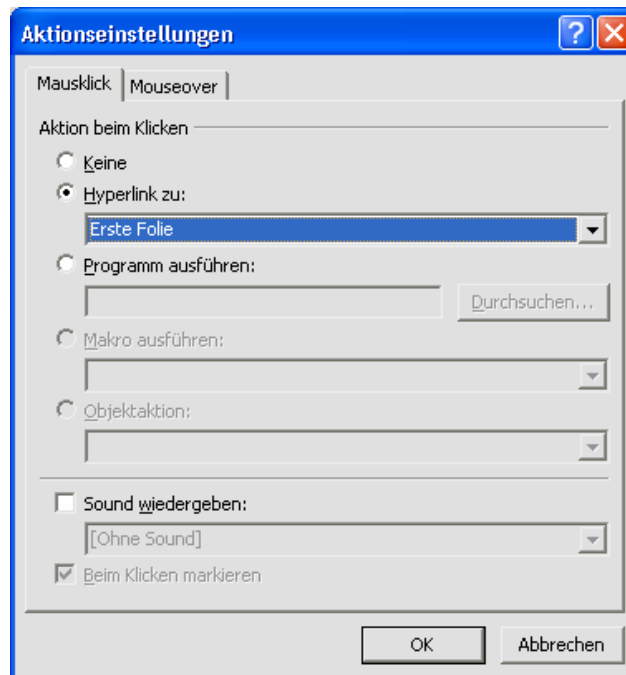 Aktionseinstellungen
Mausklick Mouseover
Aktion beim Klicken
Keine
Hyperlink zu:
Erste Folie
Programm ausführen:
Durchsuchen...
Makro ausführen:
Objektaktion:
Sound wiedergeben:
[Ohne Sound]
Beim Klicken markieren
OK Abbrechen